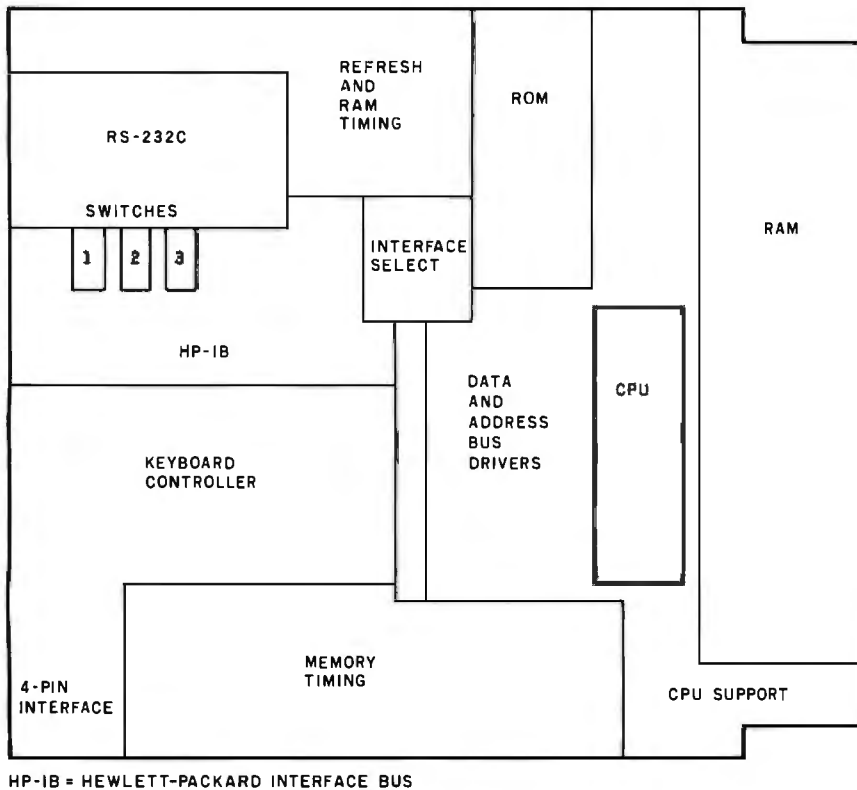 REFRESH
AND
RAM
TIMING
ROM
RS-232C
SWITCHES
1 2 3
INTERFACE
SELECT
RAM
HP-IB
DATA
AND
ADDRESS
BUS
DRIVERS
CPU
KEYBOARD
CONTROLLER
MEMORY
TIMING
4-PIN
INTERFACE
CPU SUPPORT
HP-IB = HEWLETT-PACKARD INTERFACE BUS